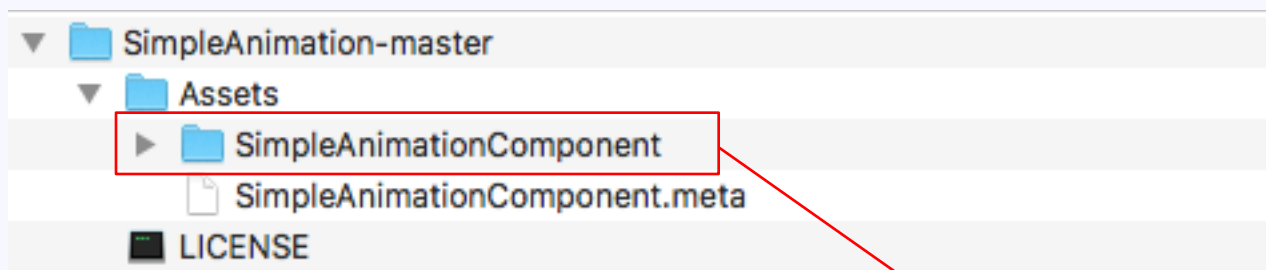 SimpleAnimation-master
Assets
SimpleAnimationComponent
SimpleAnimationComponent.meta
LICENSE